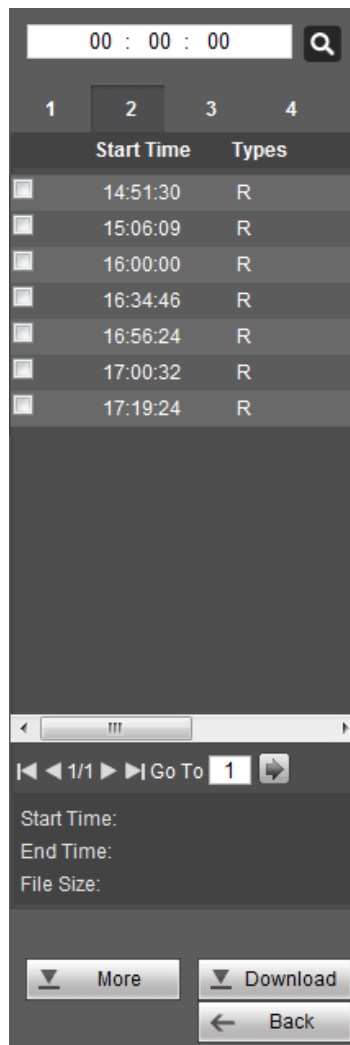 00 : 00 : 00
1 2 3 4
Start Time Types
14:51:30 R
15:06:09 R
16:00:00 R
16:34:46 R
16:56:24 R
17:00:32 R
17:19:24 R
1/1 Go To 1
Start Time:
End Time:
File Size:
More Download
Back